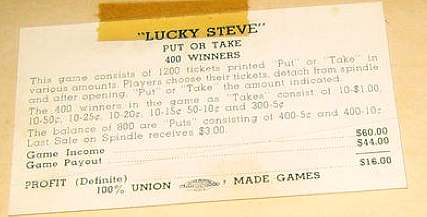 "LUCKY STEVE"
PUT OR TAKE
400 WINNERS
This game consists of 1200 tickets printed "Put" or "Take" in
various amounts. Players choose their tickets, detach from spindle
and after opening, "Put" or "Take" the amount indicated.
The 400 winners in the game as "Takes" consist of 10-$1.00,
10-50¢, 10-25¢, 10-20¢, 10-15¢ 50-10¢ and 300-5¢
The balance of 800 are "Puts" consisting of 400-5¢ and 400-10¢
Last Sale on Spindle receives $3.00
Game Income $60.00
Game Payout $44.00
PROFIT (Definite) $16.00
100% UNION MADE GAMES